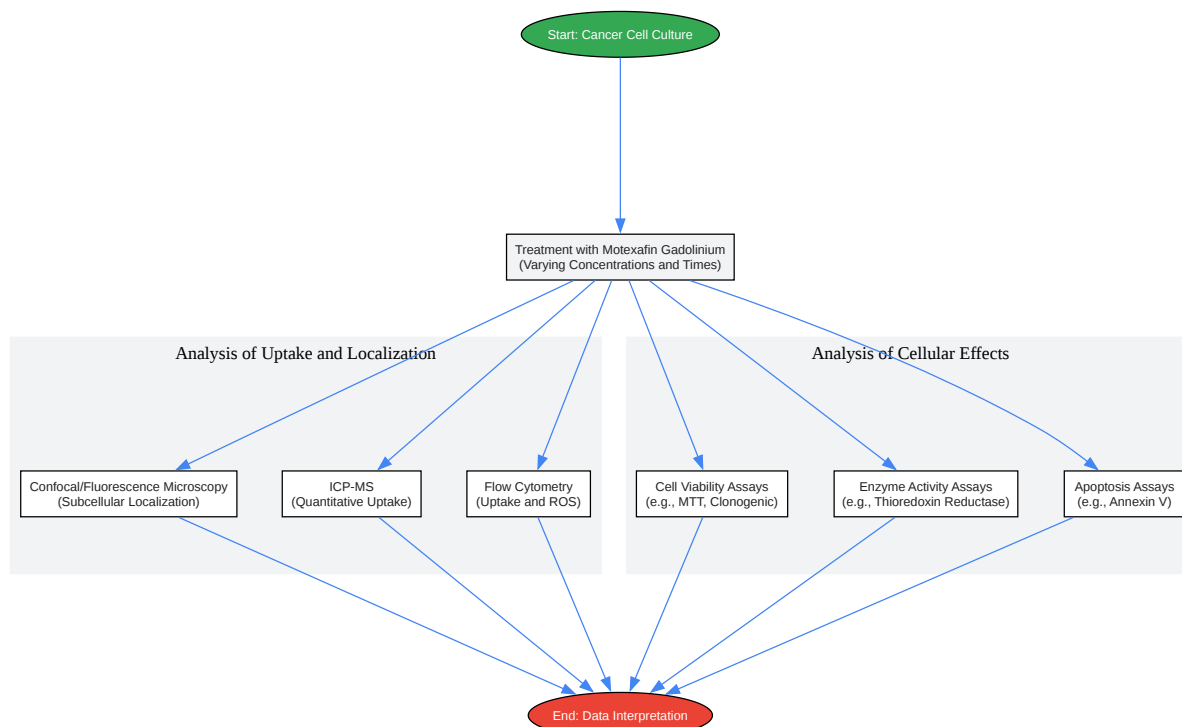 Start: Cancer Cell Culture
Treatment with Motexafin Gadolinium
(Varying Concentrations and Times)
Analysis of Uptake and Localization
Analysis of Cellular Effects
Confocal/Fluorescence Microscopy
(Subcellular Localization)
ICP-MS
(Quantitative Uptake)
Flow Cytometry
(Uptake and ROS)
Cell Viability Assays
(e.g., MTT, Clonogenic)
Enzyme Activity Assays
(e.g., Thioredoxin Reductase)
Apoptosis Assays
(e.g., Annexin V)
End: Data Interpretation